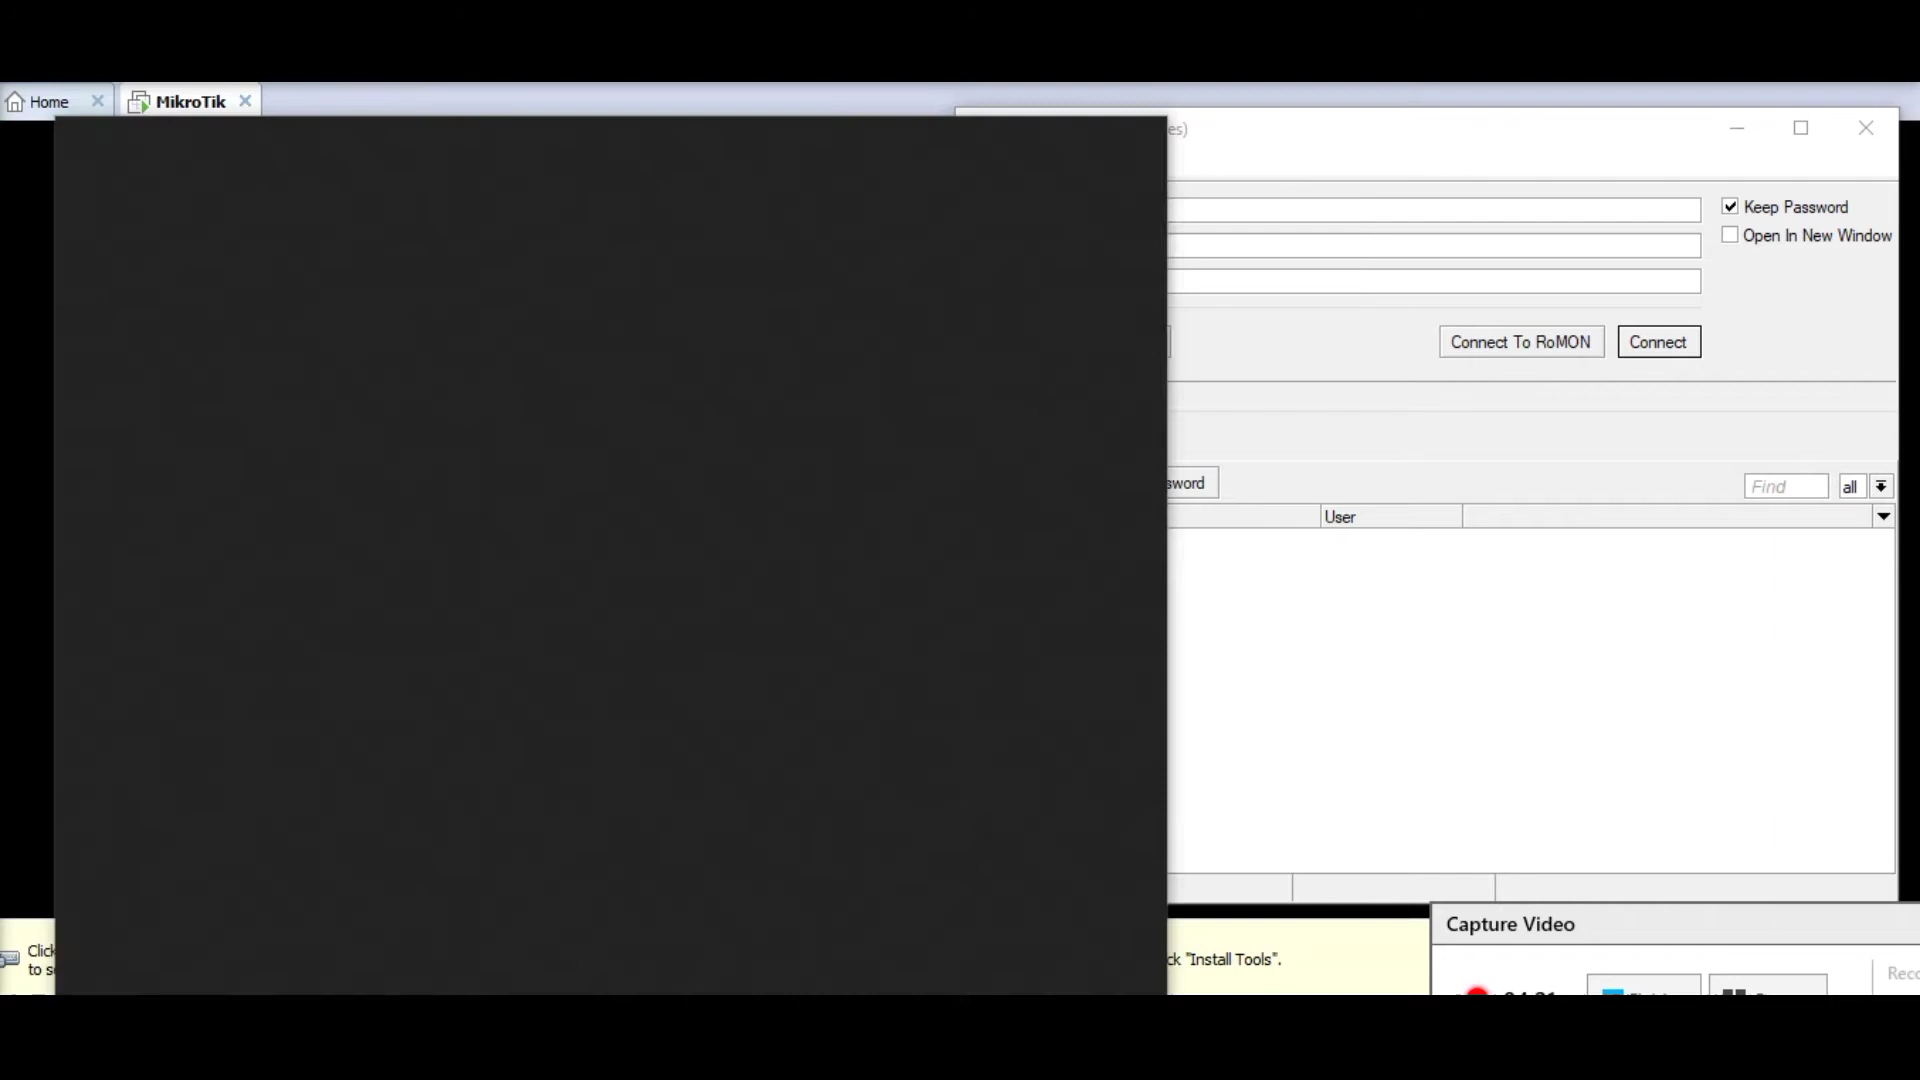 Home
MikroTik
es)
Keep Password
Open In New Window
Connect To RoMON
Connect
sword
Find
all
User
Capture Video
Click
to s
ck "Install Tools".
Reco